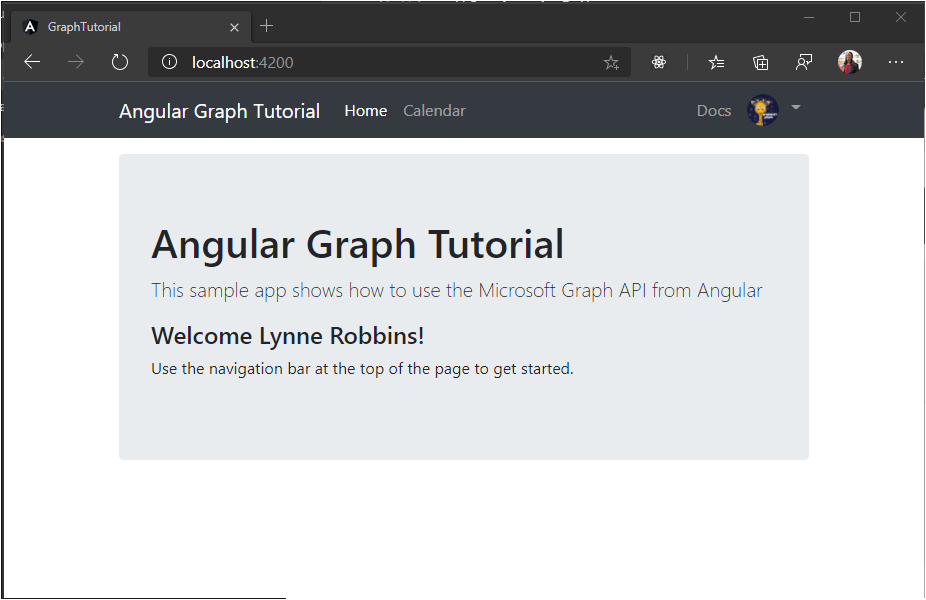 GraphTutorial
localhost:4200
Angular Graph Tutorial Home Calendar Docs
Angular Graph Tutorial
This sample app shows how to use the Microsoft Graph API from Angular
Welcome Lynne Robbins!
Use the navigation bar at the top of the page to get started.